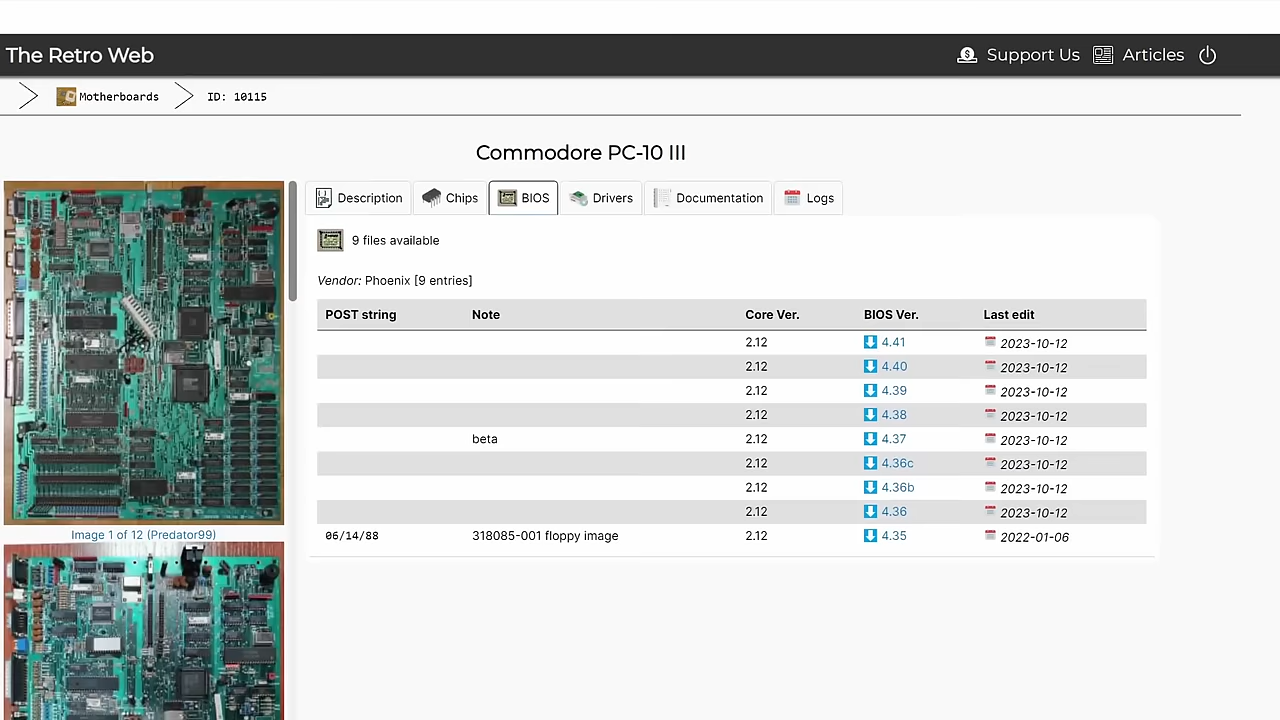 The Retro Web
Support Us Articles
Motherboards ID: 10115
Commodore PC-10 III
Description Chips BIOS Drivers Documentation Logs
9 files available
Vendor: Phoenix [9 entries]
POST string Note Core Ver. BIOS Ver. Last edit
2.12 4.41 2023-10-12
2.12 4.40 2023-10-12
2.12 4.39 2023-10-12
2.12 4.38 2023-10-12
beta 2.12 4.37 2023-10-12
2.12 4.36c 2023-10-12
2.12 4.36b 2023-10-12
2.12 4.36 2023-10-12
06/14/88 318085-001 floppy image 2.12 4.35 2022-01-06
Image 1 of 12 (Predator99)